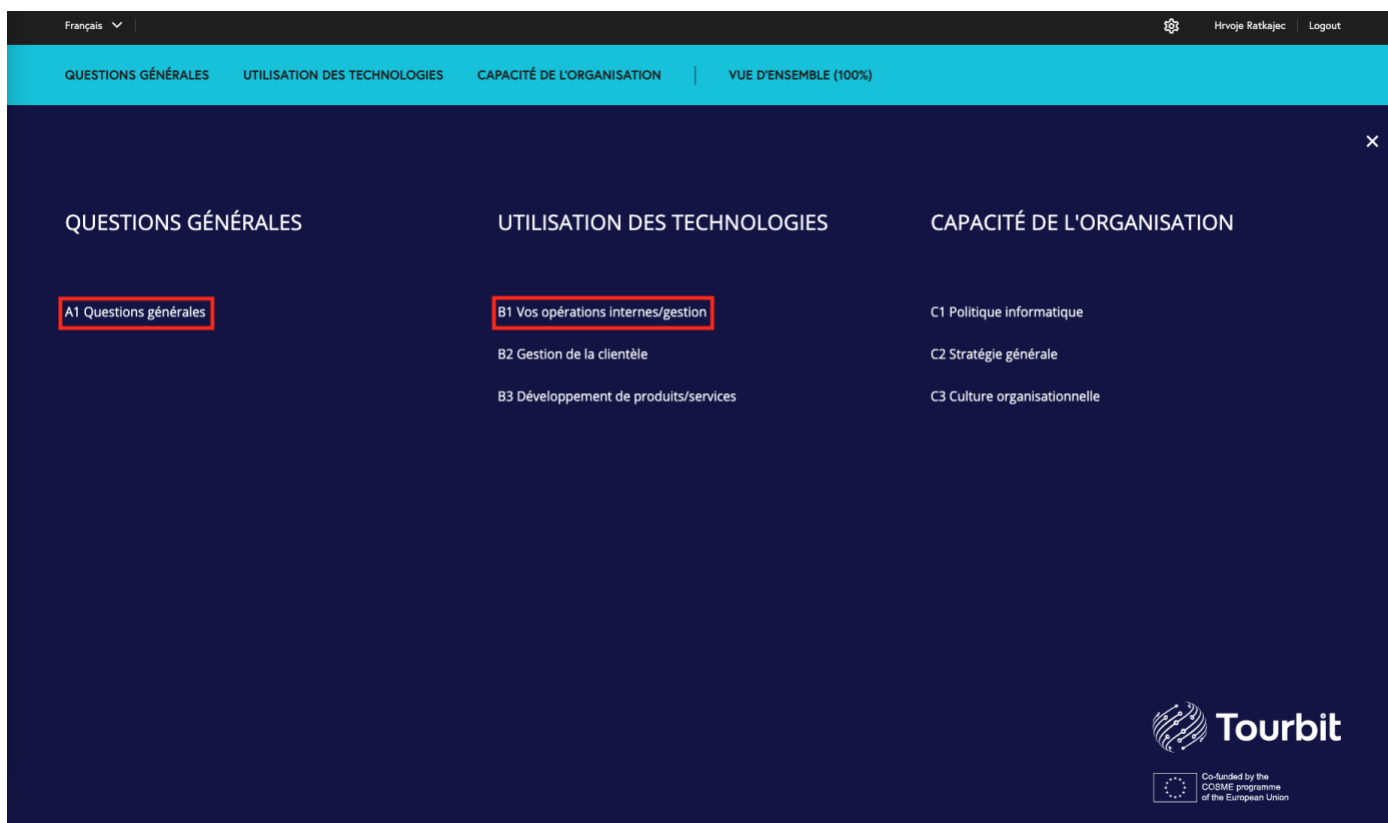 Français
Hrvoje Ratkajec
Logout
QUESTIONS GÉNÉRALES
UTILISATION DES TECHNOLOGIES
CAPACITÉ DE L'ORGANISATION
VUE D'ENSEMBLE (100%)
QUESTIONS GÉNÉRALES
A1 Questions générales
UTILISATION DES TECHNOLOGIES
B1 Vos opérations internes/gestion
B2 Gestion de la clientèle
B3 Développement de produits/services
CAPACITÉ DE L'ORGANISATION
C1 Politique informatique
C2 Stratégie générale
C3 Culture organisationnelle
Tourbit
Co-funded by the
COSME programme
of the European Union